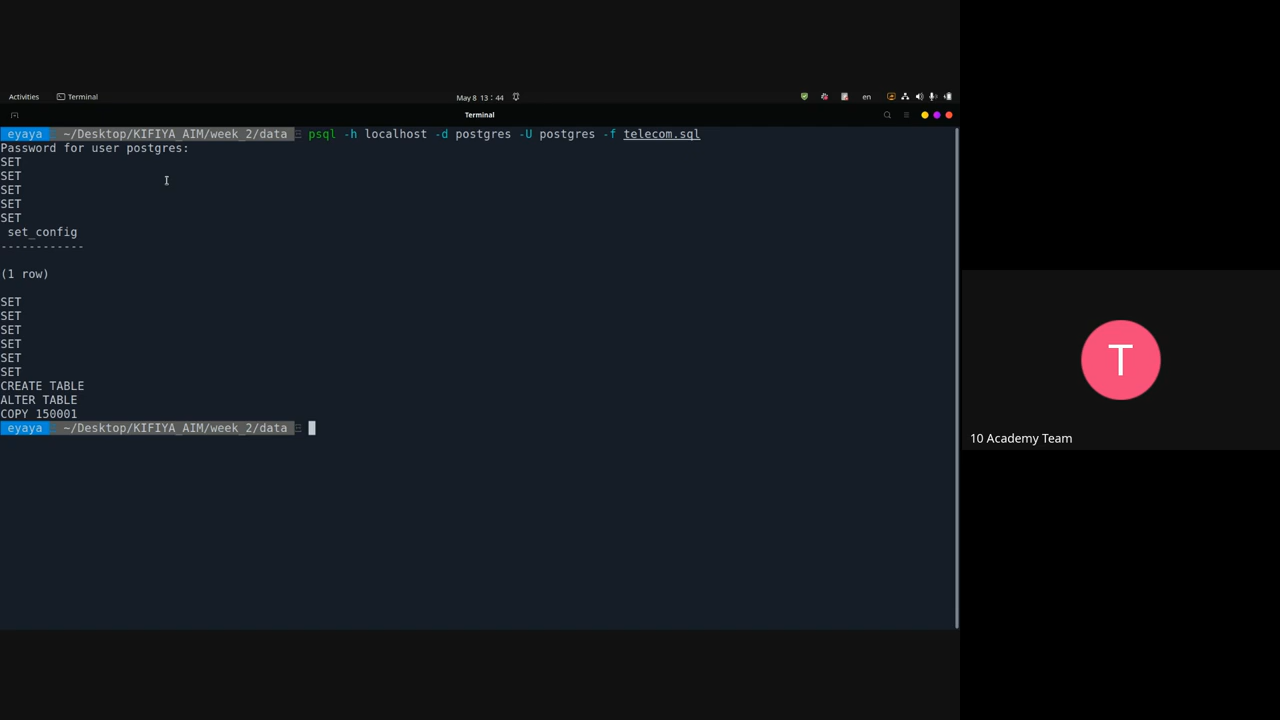 Activities Terminal May 8 13:44 en
Terminal
eyaya ~/Desktop/KIFIYA_AIM/week_2/data psql -h localhost -d postgres -U postgres -f telecom.sql
Password for user postgres:
SET
SET
SET
SET
SET
set_config
------------
(1 row)
SET
SET
SET
SET
SET
SET
CREATE TABLE
ALTER TABLE
COPY 150001
eyaya ~/Desktop/KIFIYA_AIM/week_2/data
T
10 Academy Team